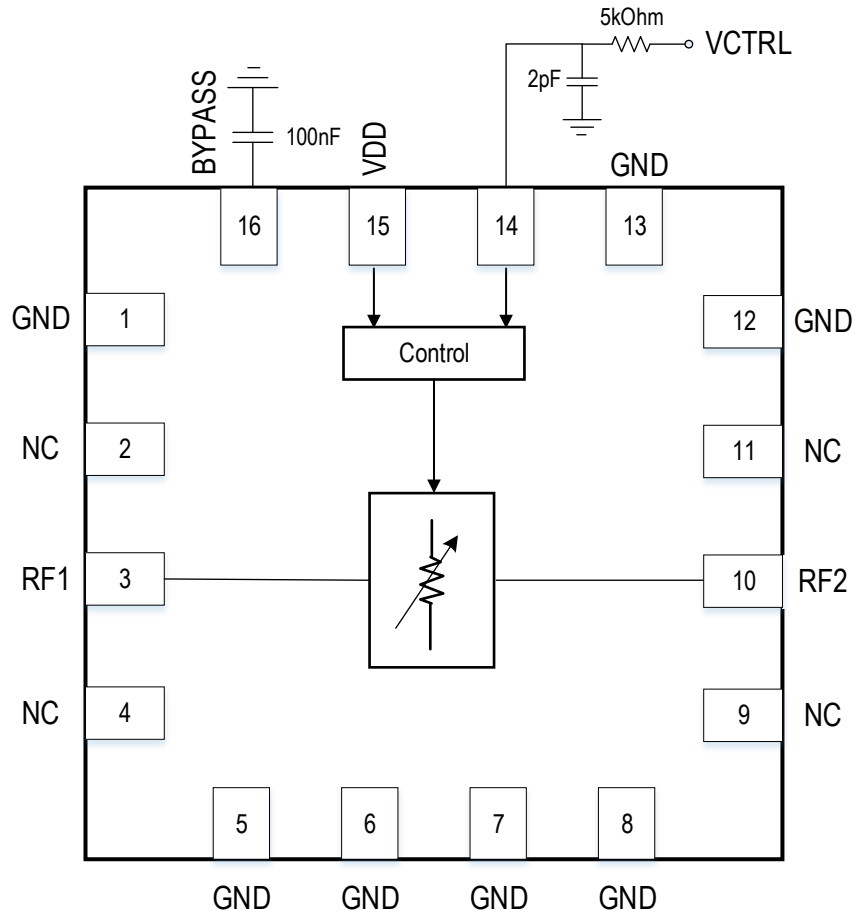 5kOhm
VCTRL
2pF
BYPASS
100nF
VDD
GND
16
15
14
13
GND
1
12
GND
Control
NC
2
11
NC
RF1
3
10
RF2
NC
4
9
NC
5
6
7
8
GND
GND
GND
GND